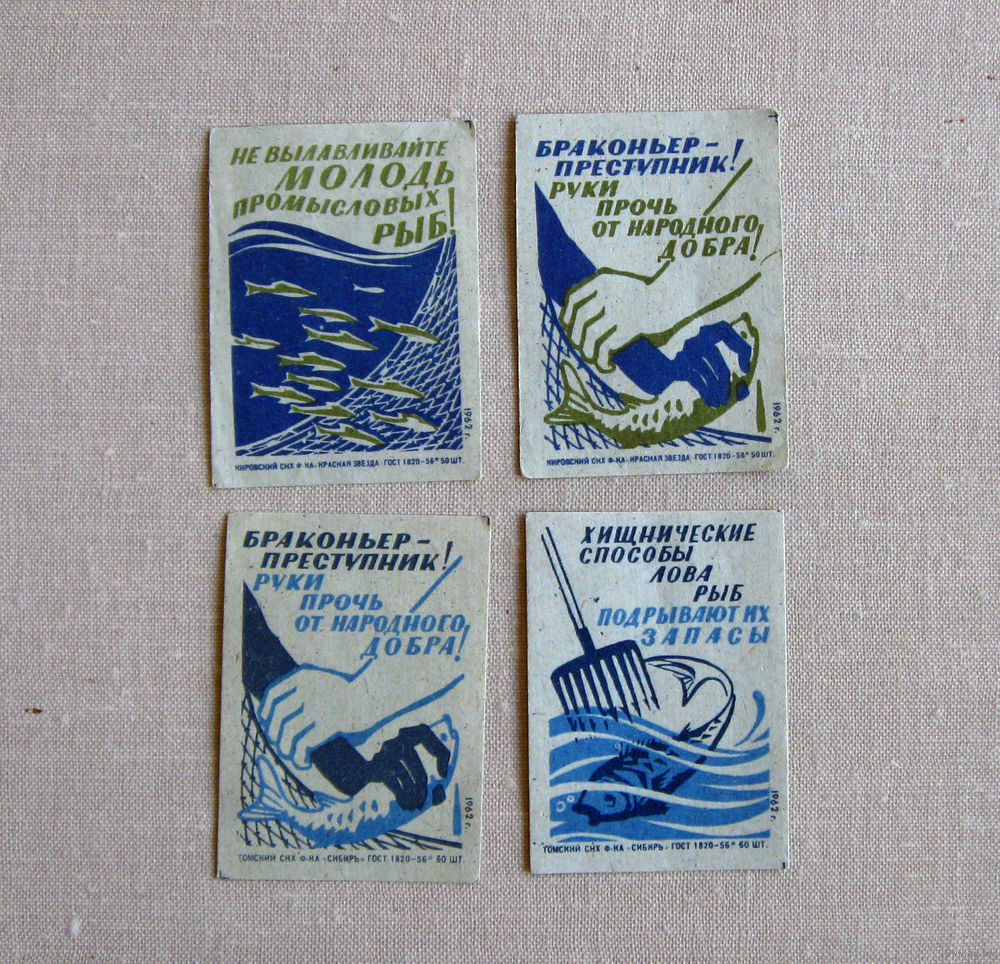 НЕ ВЫЛАВЛИВАЙТЕ
МОЛОДЬ
ПРОМЫСЛОВЫХ
РЫБ!
1962 г.
КИРОВСКИЙ СНХ Ф-КА «КРАСНАЯ ЗВЕЗДА ГОСТ 1820-56* 50 ШТ.
БРАКОНЬЕР-
ПРЕСТУПНИК!
РУКИ
ПРОЧЬ
ОТ НАРОДНОГО
ДОБРА!
1962 г.
КИРОВСКИЙ СНХ Ф-КА «КРАСНАЯ ЗВЕЗДА ГОСТ 1820-56* 50 ШТ.
БРАКОНЬЕР-
ПРЕСТУПНИК!
РУКИ
ПРОЧЬ
ОТ НАРОДНОГО
ДОБРА!
1962 г.
ТОМСКИЙ СНХ Ф-КА «СИБИРЬ» ГОСТ 1820-56* 60 ШТ.
ХИЩНИЧЕСКИЕ
СПОСОБЫ
ЛОВА
РЫБ
ПОДРЫВАЮТ ИХ
ЗАПАСЫ
1962 г.
ТОМСКИЙ СНХ Ф-КА «СИБИРЬ» ГОСТ 1820-56* 60 ШТ.